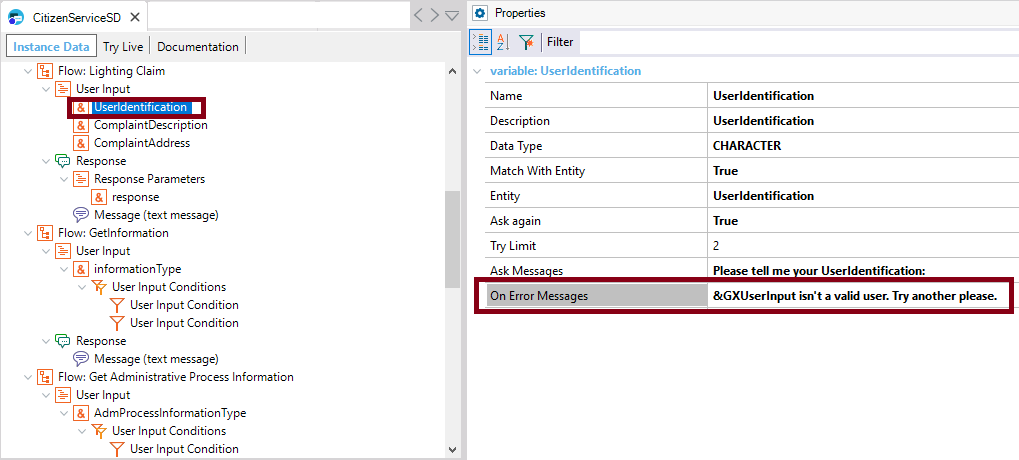 CitizenServiceSD
Instance Data Try Live Documentation
Flow: Lighting Claim
User Input
& UserIdentification
& ComplaintDescription
& ComplaintAddress
Response
Response Parameters
& response
Message (text message)
Flow: GetInformation
User Input
& informationType
User Input Conditions
User Input Condition
User Input Condition
Response
Message (text message)
Flow: Get Administrative Process Information
User Input
& AdmProcessInformationType
User Input Conditions
User Input Condition
Properties
Filter
variable: UserIdentification
Name UserIdentification
Description UserIdentification
Data Type CHARACTER
Match With Entity True
Entity UserIdentification
Ask again True
Try Limit 2
Ask Messages Please tell me your UserIdentification:
On Error Messages &GXUserInput isn't a valid user. Try another please.